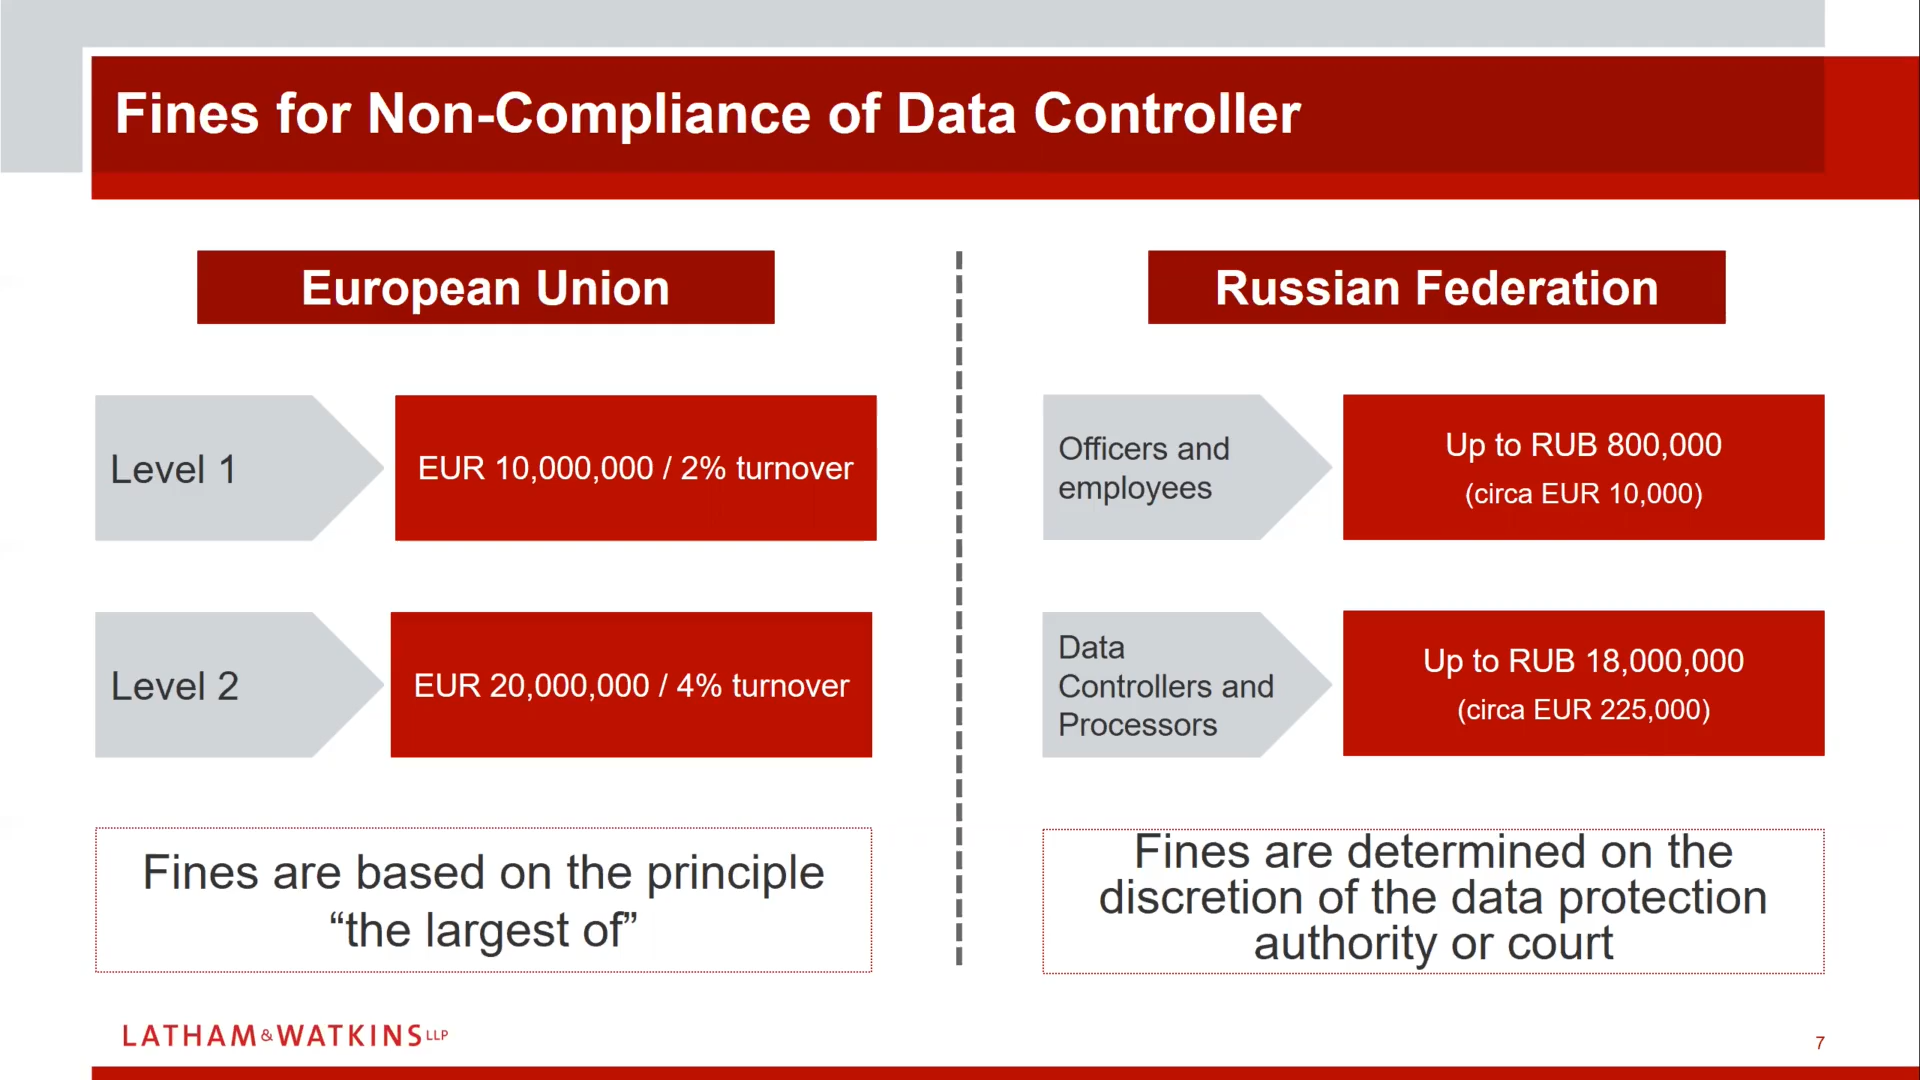 Fines for Non-Compliance of Data Controller
European Union
Level 1
EUR 10,000,000 / 2% turnover
Level 2
EUR 20,000,000 / 4% turnover
Fines are based on the principle
“the largest of”
Russian Federation
Officers and
employees
Up to RUB 800,000
(circa EUR 10,000)
Data
Controllers and
Processors
Up to RUB 18,000,000
(circa EUR 225,000)
Fines are determined on the
discretion of the data protection
authority or court
LATHAM&WATKINS LLP
7